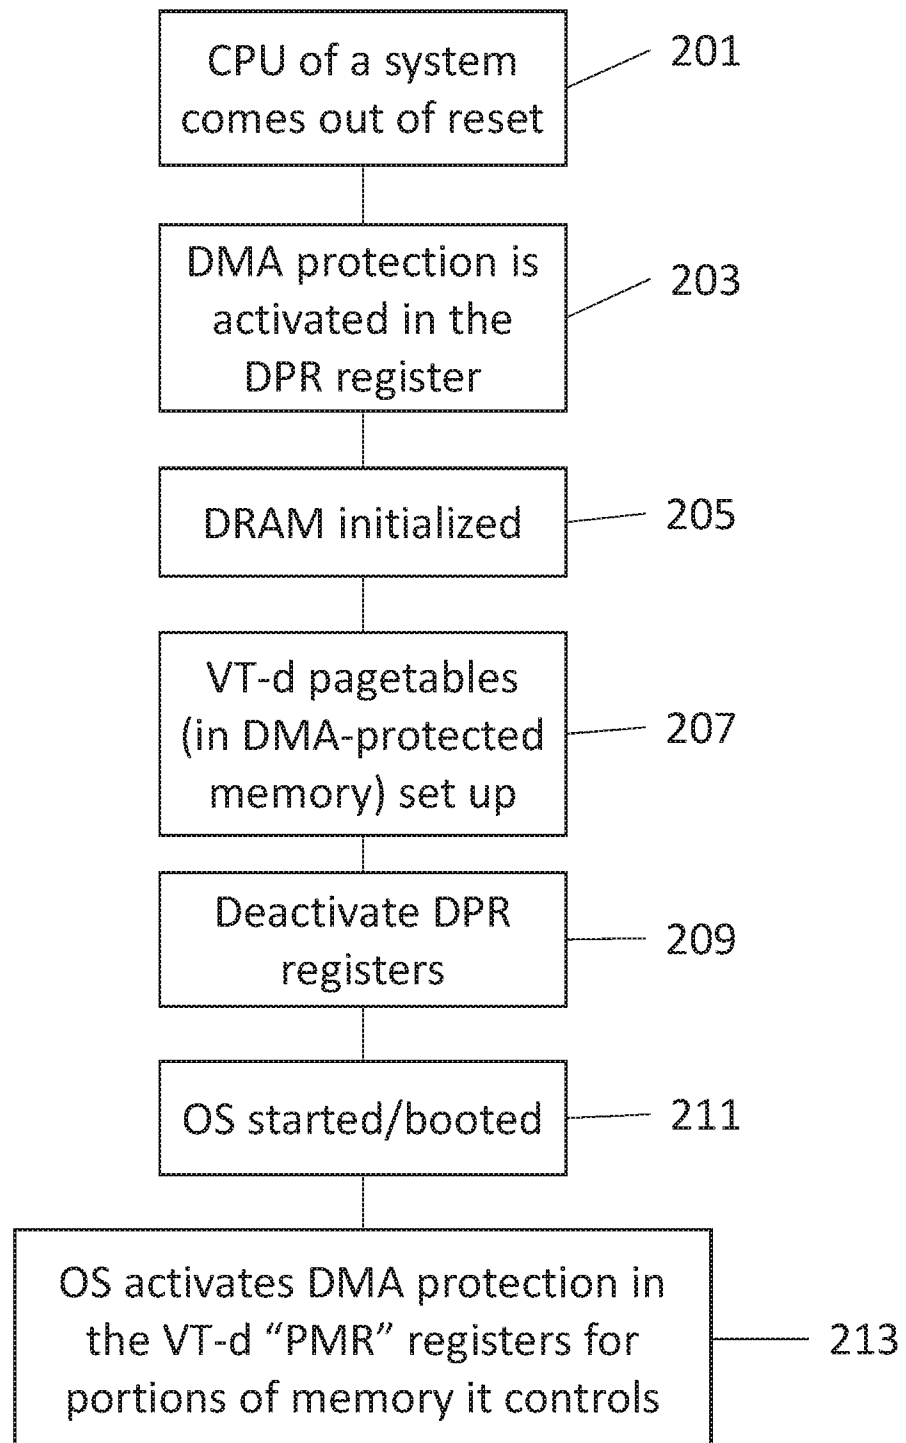 CPU of a system
comes out of reset
201
DMA protection is
activated in the
DPR register
203
DRAM initialized
205
VT-d pagetables
(in DMA-protected
memory) set up
207
Deactivate DPR
registers
209
OS started/booted
211
OS activates DMA protection in
the VT-d “PMR” registers for
portions of memory it controls
213